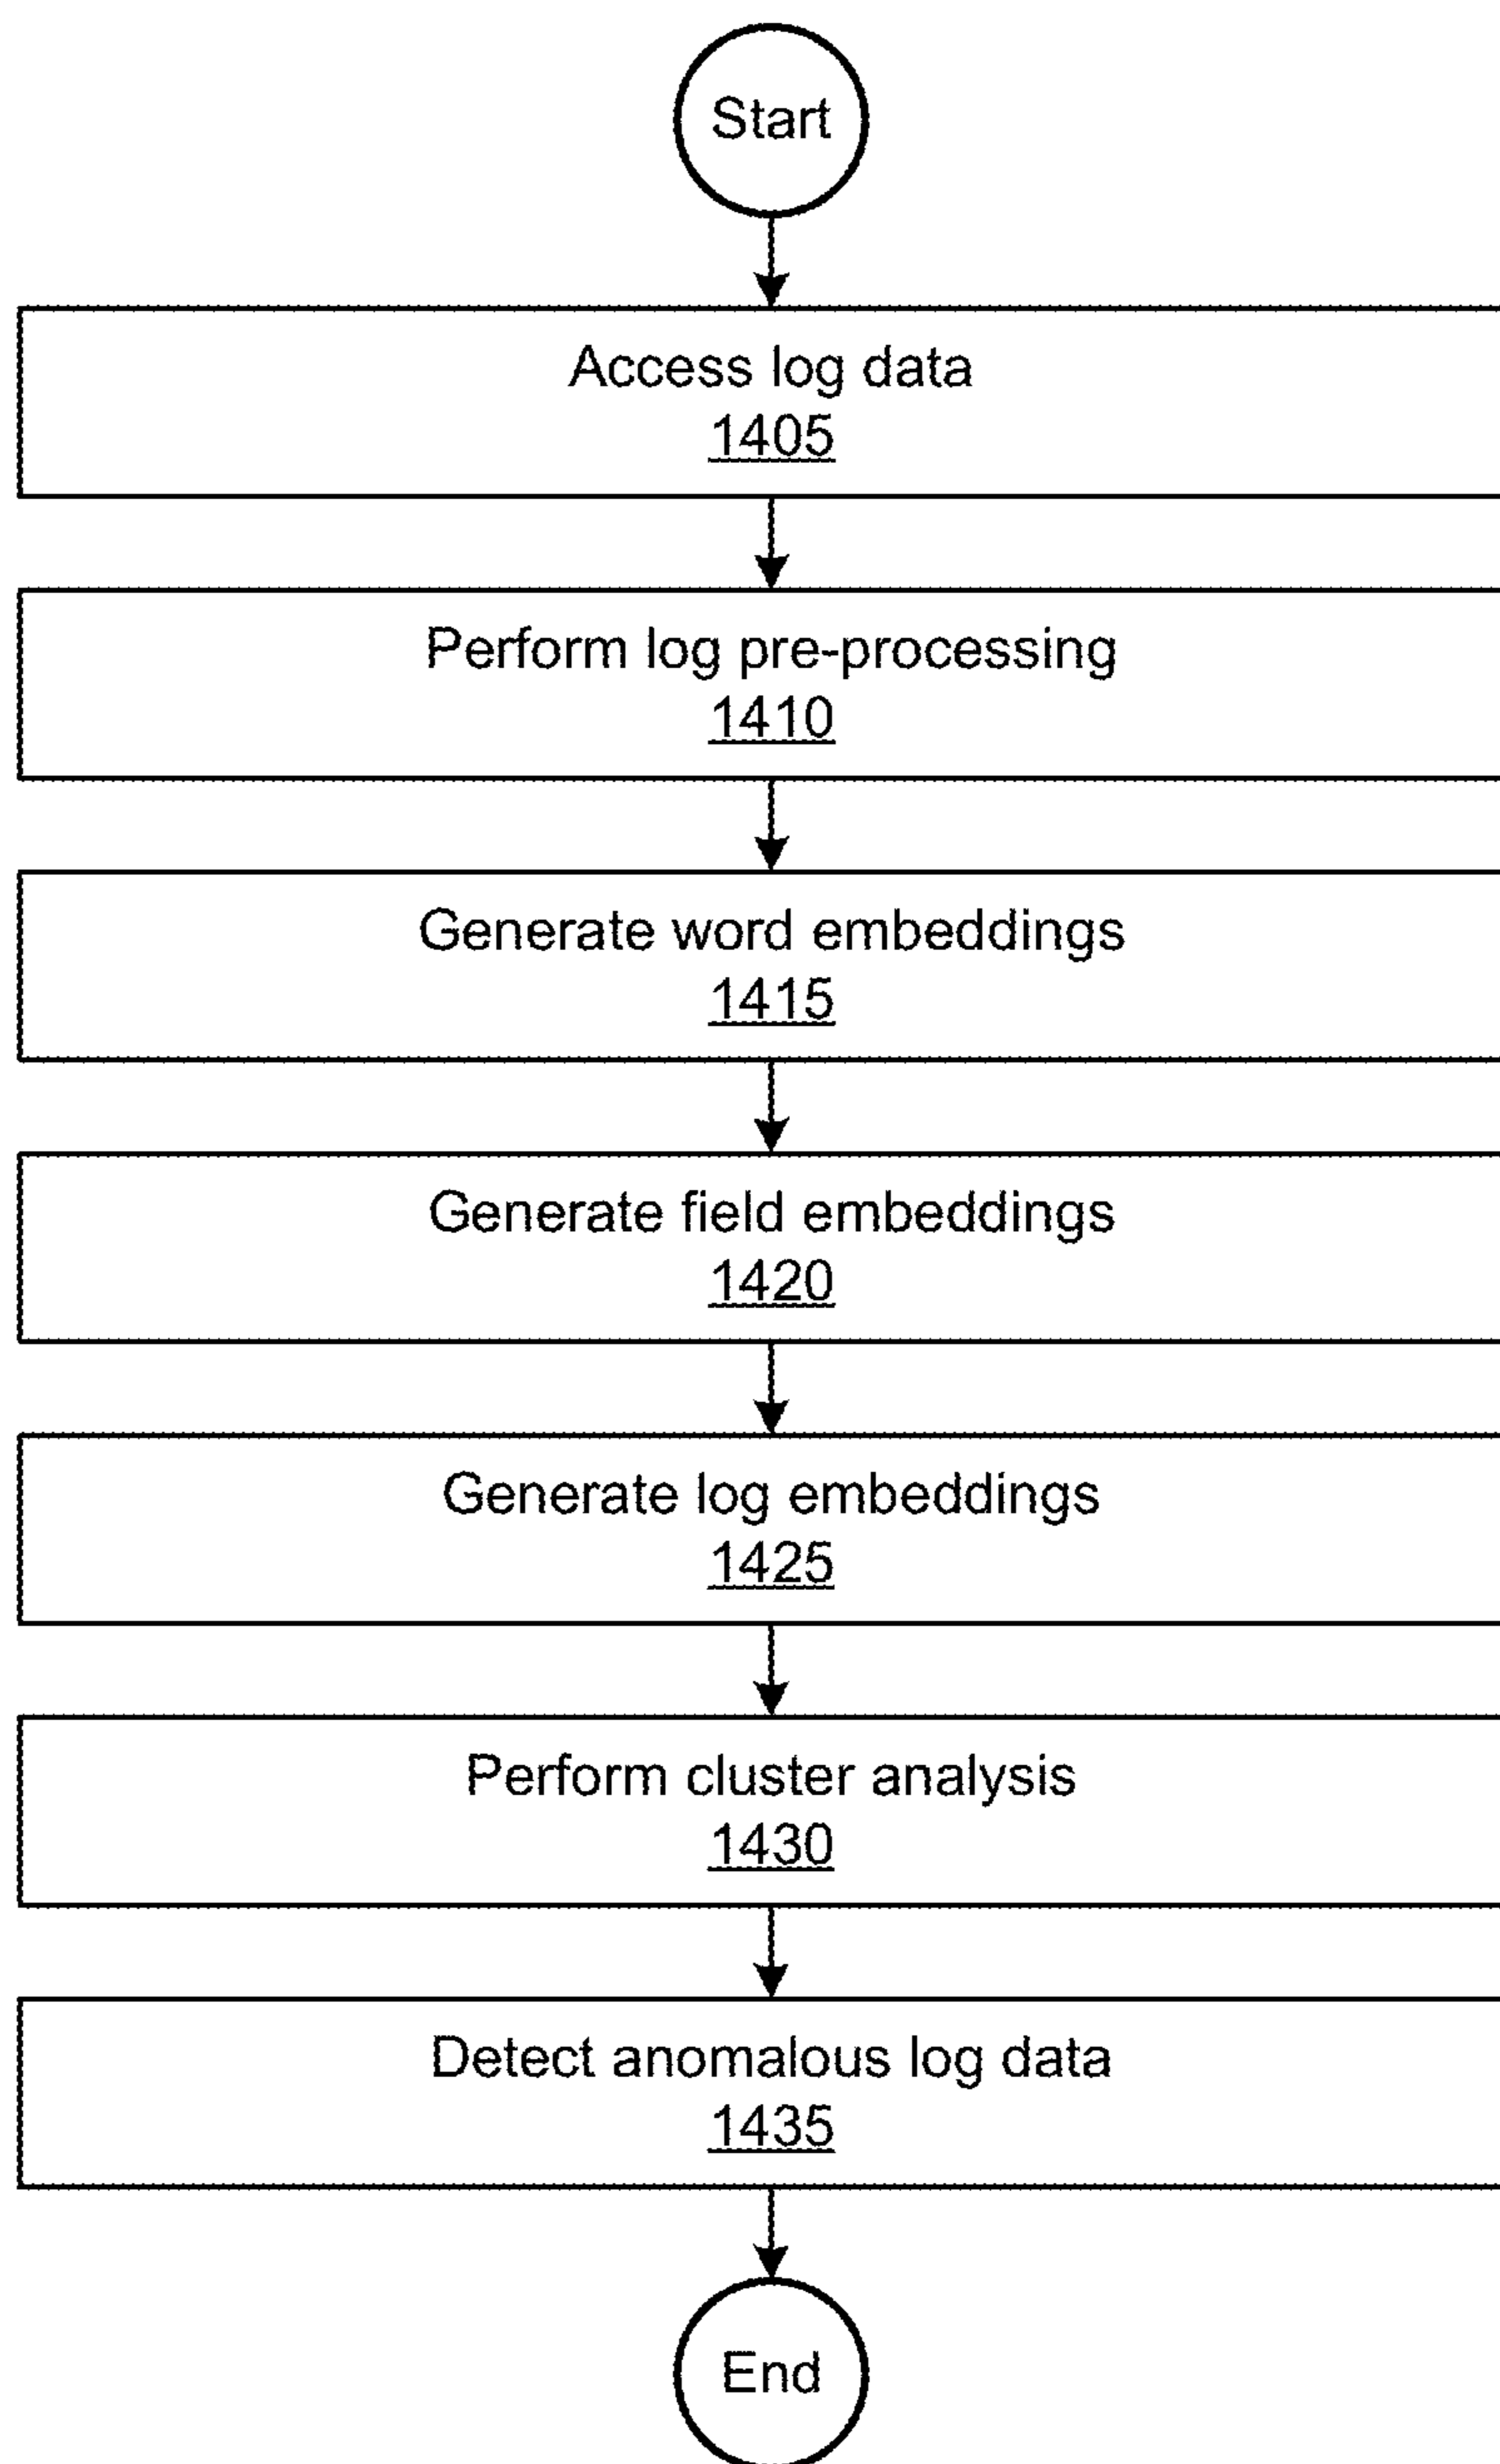 Start
Access log data
1405
Perform log pre-processing
1410
Generate word embeddings
1415
Generate field embeddings
1420
Generate log embeddings
1425
Perform cluster analysis
1430
Detect anomalous log data
1435
End